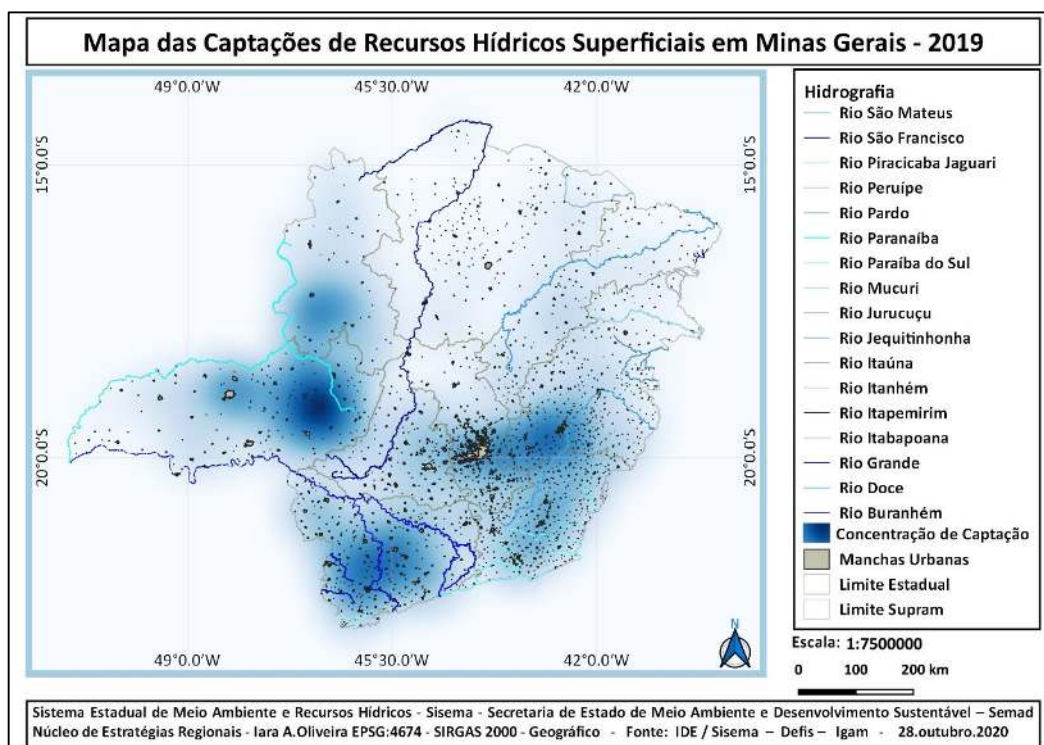 Mapa das Captações de Recursos Hídricos Superficiais em Minas Gerais - 2019
49°0.0'W
45°30.0'W
42°0.0'W
15°0.0'S
15°0.0'S
20°0.0'S
20°0.0'S
49°0.0'W
45°30.0'W
42°0.0'W
N
Hidrografia
Rio São Mateus
Rio São Francisco
Rio Piracicaba Jaguari
Rio Peruípe
Rio Pardo
Rio Paranaíba
Rio Paraíba do Sul
Rio Mucuri
Rio Jurucuçu
Rio Jequitinhonha
Rio Itaúna
Rio Itanhém
Rio Itapemirim
Rio Itabapoana
Rio Grande
Rio Doce
Rio Buranhém
Concentração de Captação
Manchas Urbanas
Limite Estadual
Limite Supram
Escala: 1:7500000
0 100 200 km
Sistema Estadual de Meio Ambiente e Recursos Hídricos - Sisema - Secretaria de Estado de Meio Ambiente e Desenvolvimento Sustentável – Semad
Núcleo de Estratégias Regionais - Iara A.Oliveira EPSG:4674 - SIRGAS 2000 - Geográfico - Fonte: IDE / Sisema – Defis – Igam - 28.outubro.2020